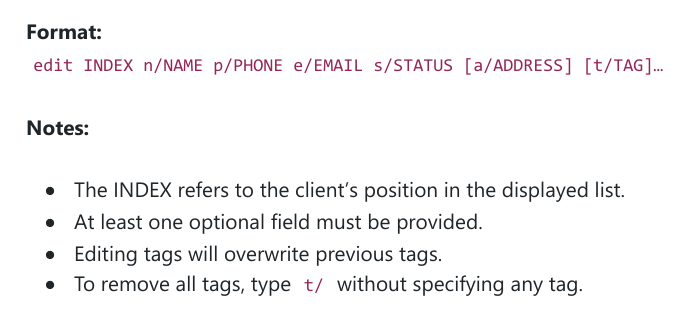 Format:
edit INDEX n/NAME p/PHONE e/EMAIL s/STATUS [a/ADDRESS] [t/TAG]…
Notes:
● The INDEX refers to the client’s position in the displayed list.
● At least one optional field must be provided.
● Editing tags will overwrite previous tags.
● To remove all tags, type t/ without specifying any tag.